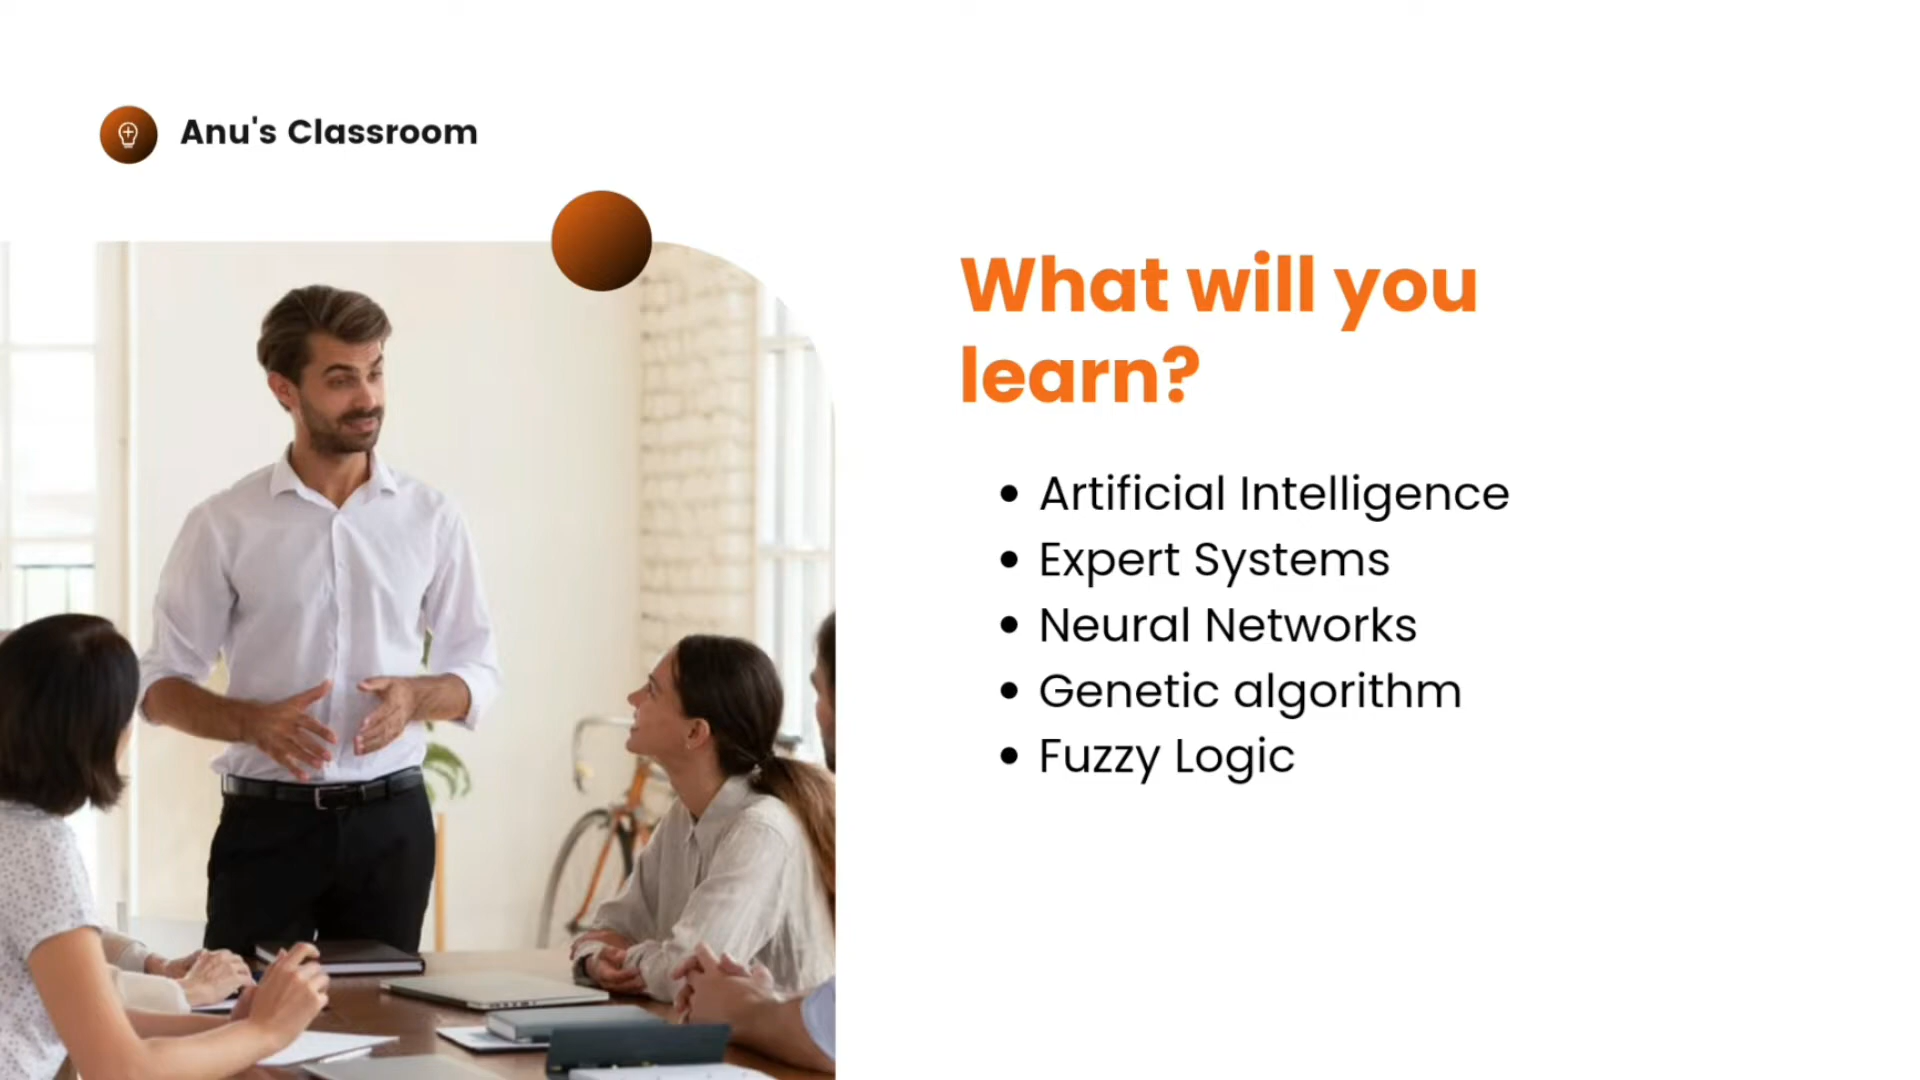 Anu's Classroom
What will you
learn?
• Artificial Intelligence
• Expert Systems
• Neural Networks
• Genetic algorithm
• Fuzzy Logic